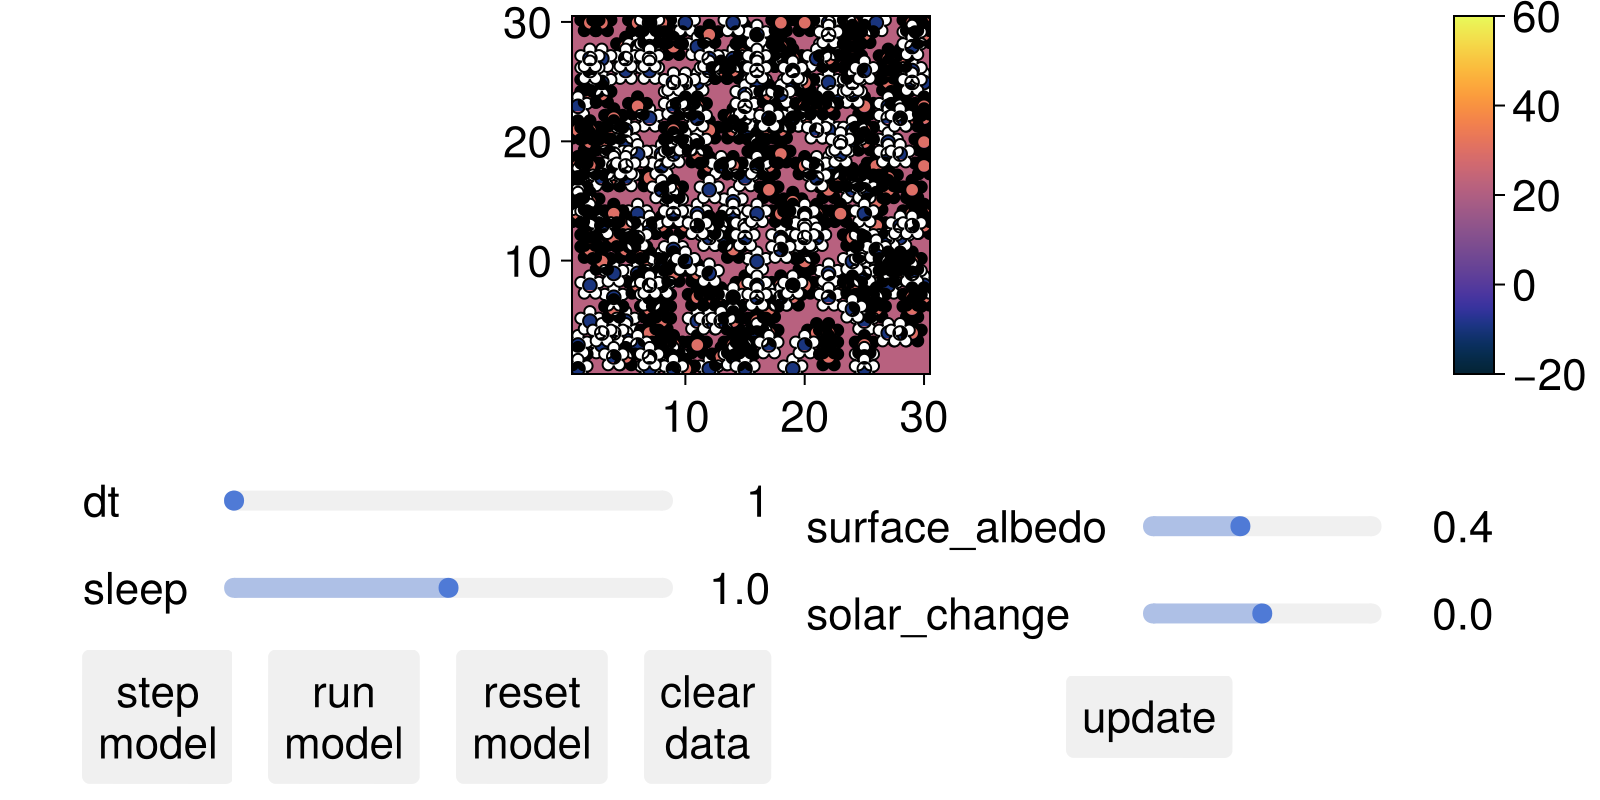 30
20
10
10 20 30
60
40
20
0
−20
dt 1
sleep 1.0
surface_albedo 0.4
solar_change 0.0
step
model
run
model
reset
model
clear
data
update